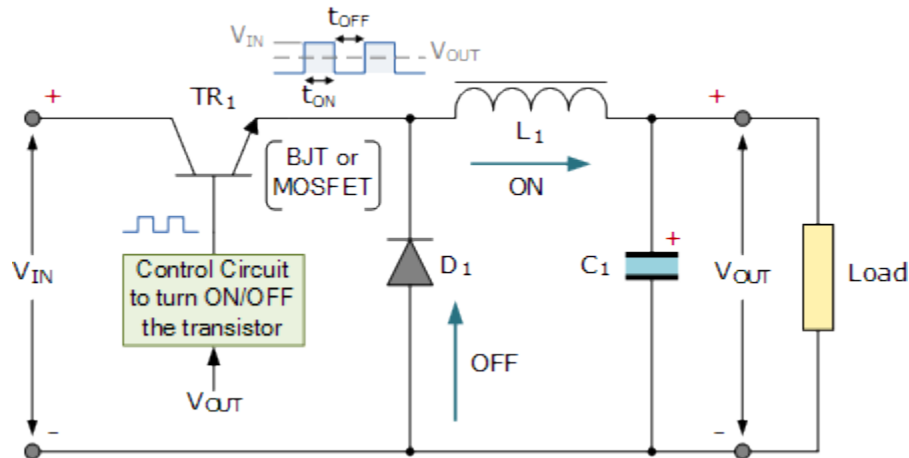 tOFF
VIN
VOUT
tON
+
TR1
+
L1
BJT or
MOSFET
ON
VIN
Control Circuit
to turn ON/OFF
the transistor
D1
C1
+
VOUT
Load
OFF
VOUT
-
-